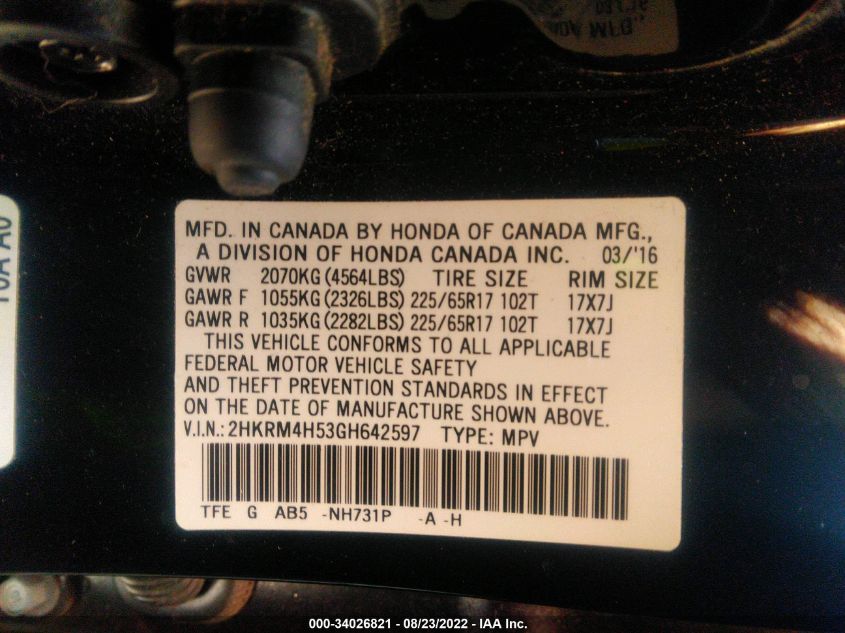 MFD. IN CANADA BY HONDA OF CANADA MFG.,
A DIVISION OF HONDA CANADA INC. 03/'16
GVWR 2070KG (4564LBS) TIRE SIZE RIM SIZE
GAWR F 1055KG (2326LBS) 225/65R17 102T 17X7J
GAWR R 1035KG (2282LBS) 225/65R17 102T 17X7J
THIS VEHICLE CONFORMS TO ALL APPLICABLE
FEDERAL MOTOR VEHICLE SAFETY
AND THEFT PREVENTION STANDARDS IN EFFECT
ON THE DATE OF MANUFACTURE SHOWN ABOVE.
V.I.N.: 2HKRM4H53GH642597 TYPE: MPV
TFE G AB5 -NH731P -A -H
000-34026821 - 08/23/2022 - IAA Inc.